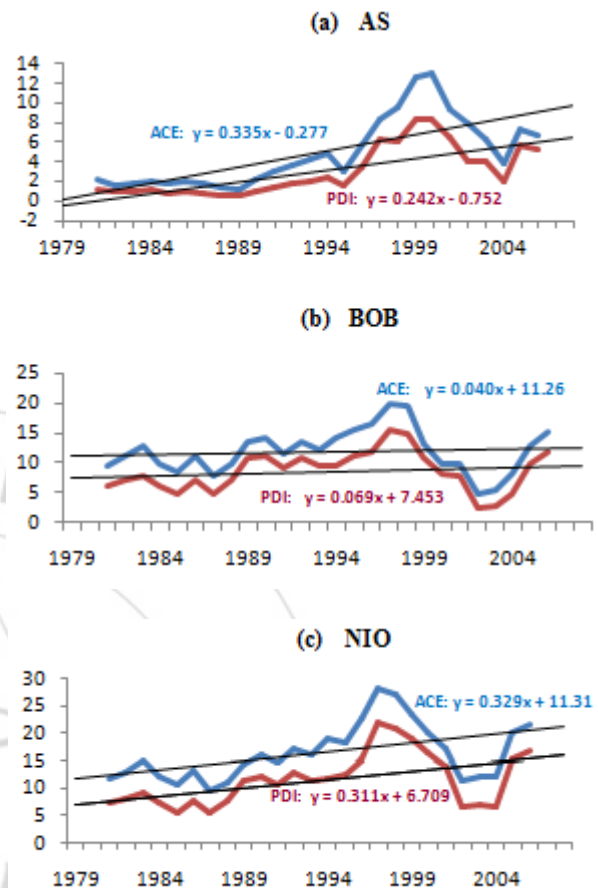 (a) AS
14
12
10
8
6
4
2
0
-2
ACE: y = 0.335x - 0.277
PDI: y = 0.242x - 0.752
1979 1984 1989 1994 1999 2004
(b) BOB
25
20
15
10
5
0
ACE: y = 0.040x + 11.26
PDI: y = 0.069x + 7.453
1979 1984 1989 1994 1999 2004
(c) NIO
30
25
20
15
10
5
0
ACE: y = 0.329x + 11.31
PDI: y = 0.311x + 6.709
1979 1984 1989 1994 1999 2004